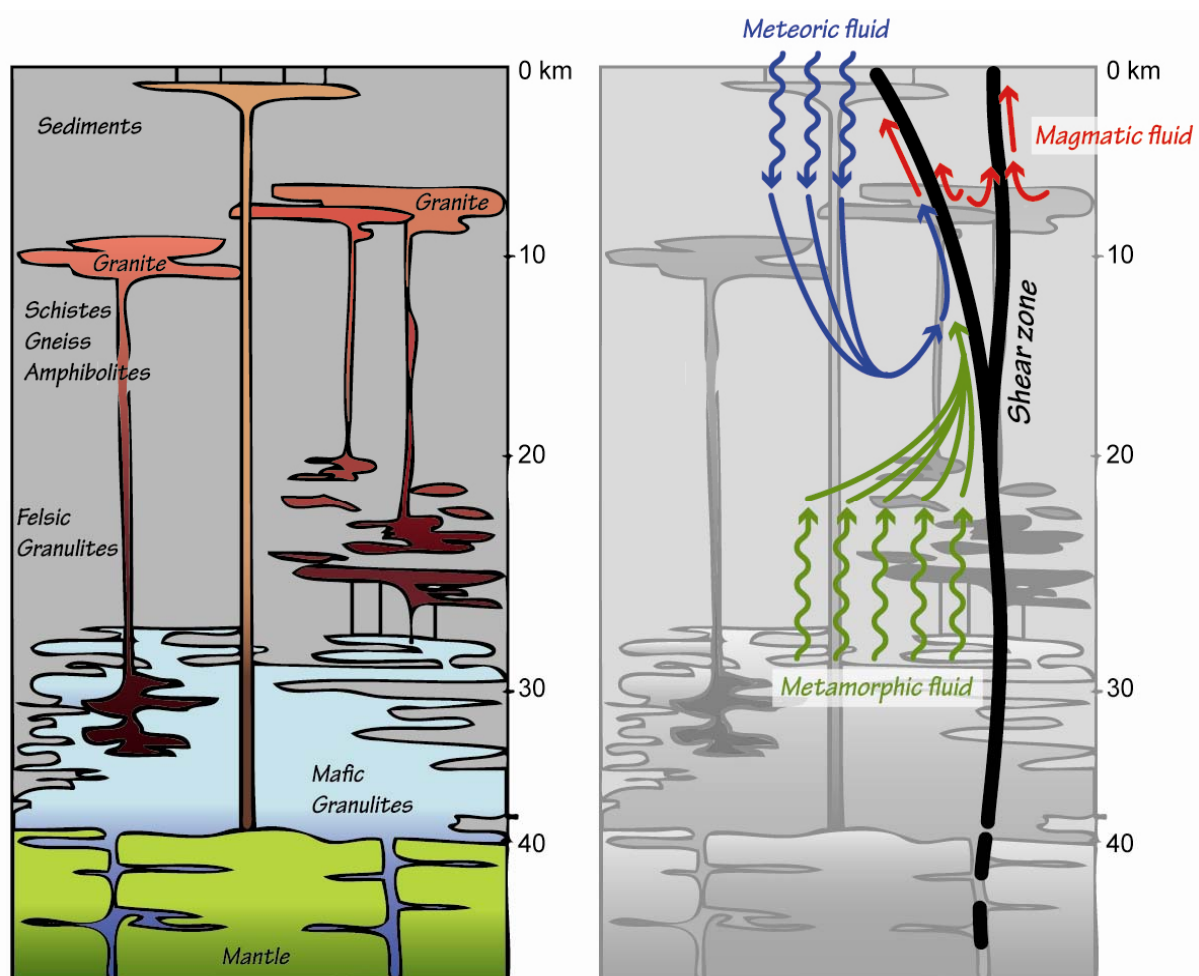 Meteoric fluid
0 km
0 km
Sediments
Magmatic fluid
Granite
Granite
10
10
Schistes
Gneiss
Amphibolites
Shear zone
20
20
Felsic
Granulites
30
30
Metamorphic fluid
Mafic
Granulites
40
40
Mantle